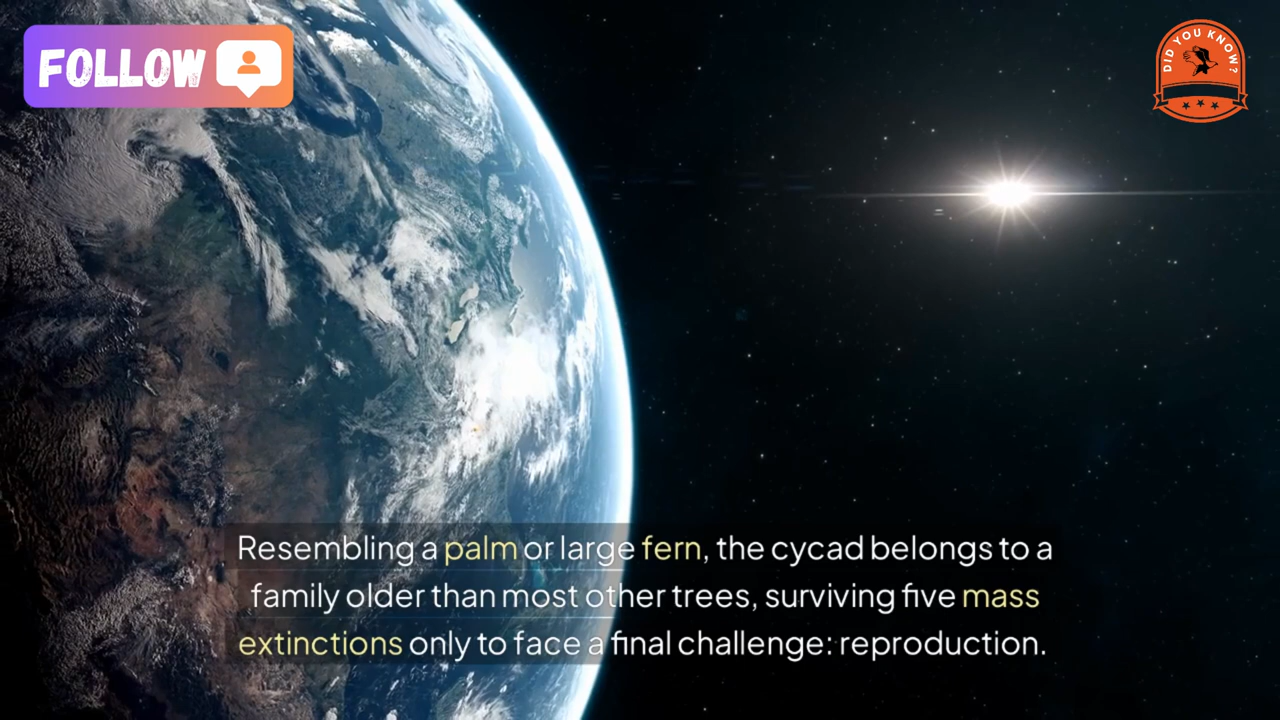 FOLLOW
DID YOU KNOW?
Resembling a palm or large fern, the cycad belongs to a
family older than most other trees, surviving five mass
extinctions only to face a final challenge: reproduction.